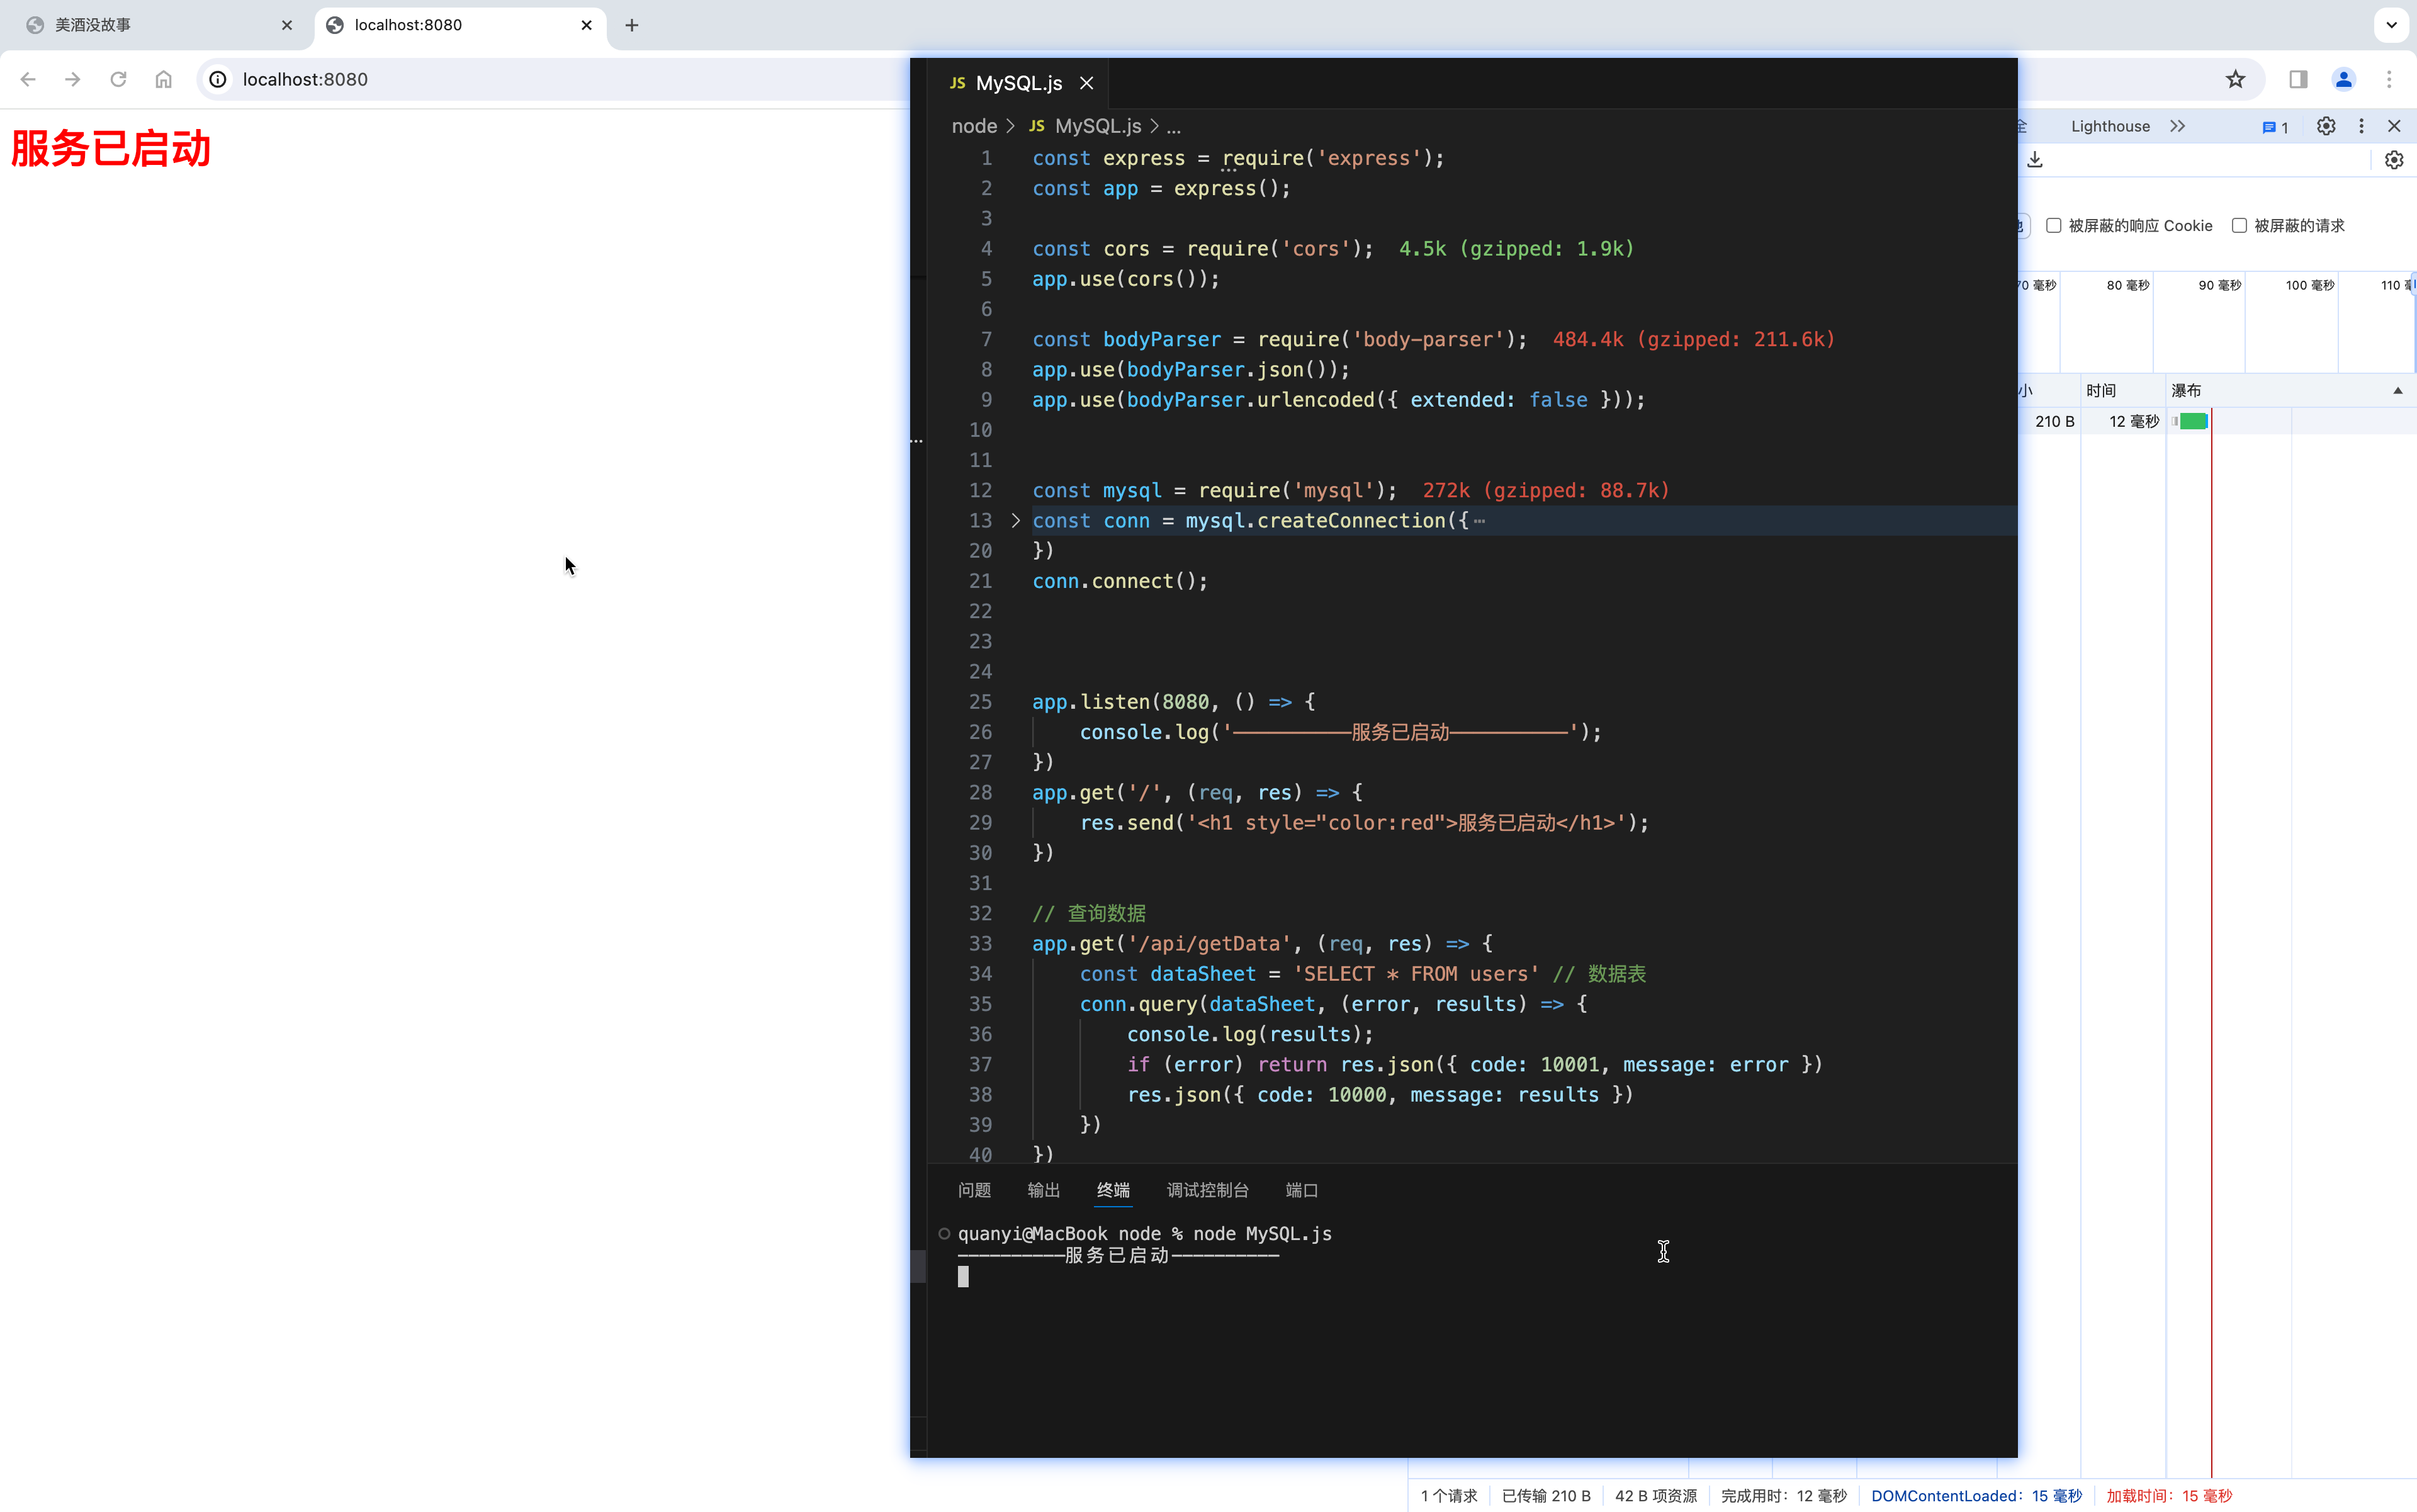 美酒没故事
localhost:8080
localhost:8080
服务已启动
JS MySQL.js
node > JS MySQL.js > ...
1 const express = require('express');
2 const app = express();
3
4 const cors = require('cors'); 4.5k (gzipped: 1.9k)
5 app.use(cors());
6
7 const bodyParser = require('body-parser'); 484.4k (gzipped: 211.6k)
8 app.use(bodyParser.json());
9 app.use(bodyParser.urlencoded({ extended: false }));
10
11
12 const mysql = require('mysql'); 272k (gzipped: 88.7k)
13 const conn = mysql.createConnection({ ⋯
20 })
21 conn.connect();
22
23
24
25 app.listen(8080, () => {
26 console.log('——————————服务已启动——————————');
27 })
28 app.get('/', (req, res) => {
29 res.send('<h1 style="color:red">服务已启动</h1>');
30 })
31
32 // 查询数据
33 app.get('/api/getData', (req, res) => {
34 const dataSheet = 'SELECT * FROM users' // 数据表
35 conn.query(dataSheet, (error, results) => {
36 console.log(results);
37 if (error) return res.json({ code: 10001, message: error })
38 res.json({ code: 10000, message: results })
39 })
40 })
问题 输出 终端 调试控制台 端口
quanyi@MacBook node % node MySQL.js
——————————服务已启动——————————
Lighthouse 1
被屏蔽的响应 Cookie 被屏蔽的请求
70 毫秒 80 毫秒 90 毫秒 100 毫秒 110
小 时间 瀑布
210 B 12 毫秒
1 个请求 已传输 210 B 42 B 项资源 完成用时：12 毫秒 DOMContentLoaded：15 毫秒 加载时间：15 毫秒